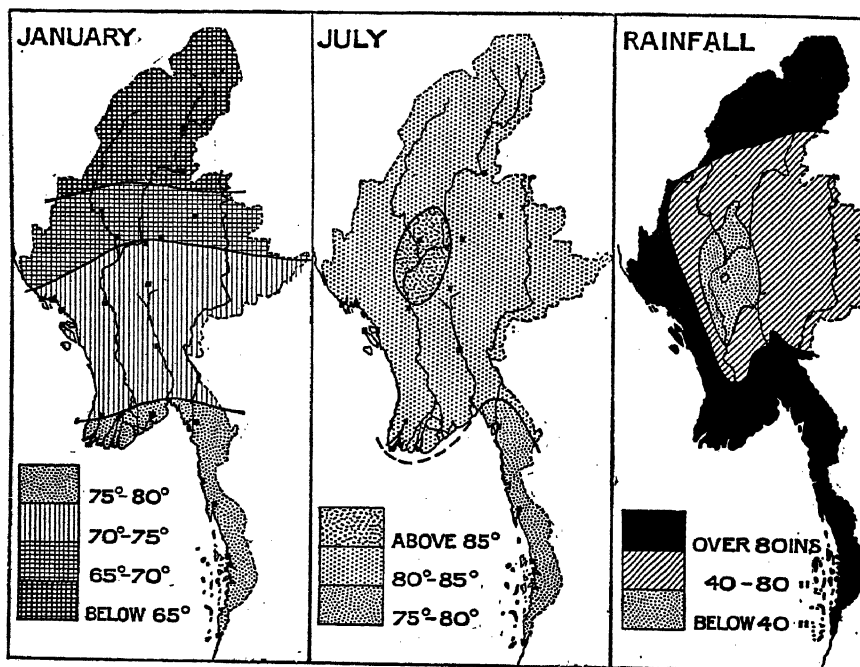 JANUARY
75°-80°
70°-75°
65°-70°
BELOW 65°
JULY
ABOVE 85°
80°-85°
75°-80°
RAINFALL
OVER 80INS
40-80 "
BELOW 40 "